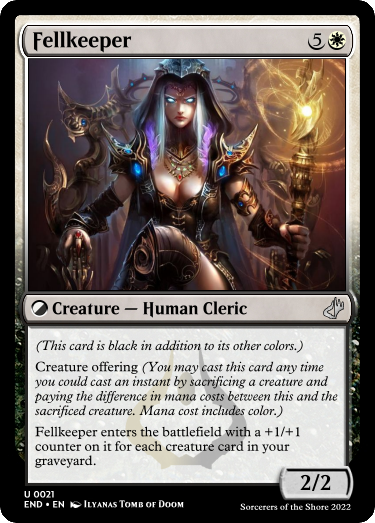 Fellkeeper 5
Creature — Human Cleric
(This card is black in addition to its other colors.)
Creature offering (You may cast this card any time
you could cast an instant by sacrificing a creature and
paying the difference in mana costs between this and the
sacrificed creature. Mana cost includes color.)
Fellkeeper enters the battlefield with a +1/+1
counter on it for each creature card in your
graveyard.
2/2
U 0021
END • EN Ilyanas Tomb of Doom
Sorcerers of the Shore 2022